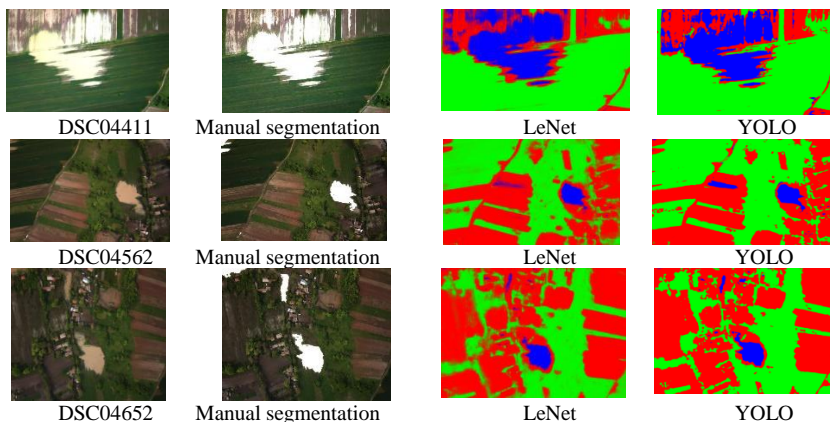 DSC04411 Manual segmentation LeNet YOLO
DSC04562 Manual segmentation LeNet YOLO
DSC04652 Manual segmentation LeNet YOLO